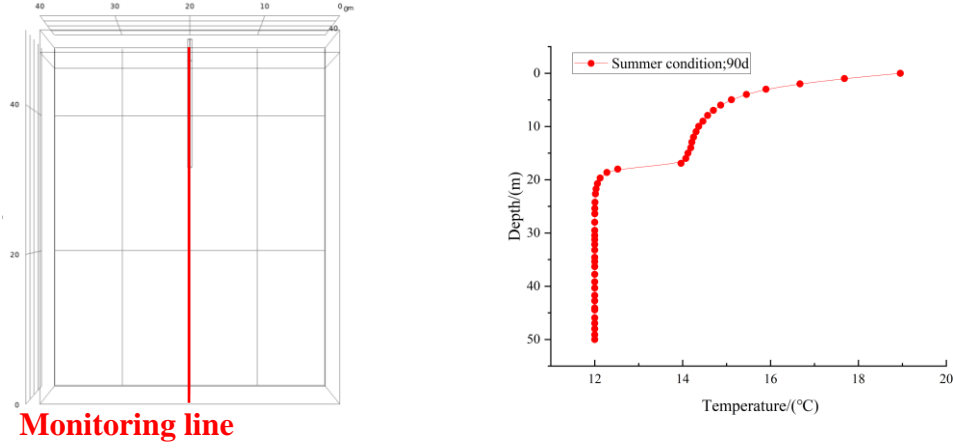 40 30 20 10 0 gm
40
40
20
0
Monitoring line
Summer condition;90d
0
10
20
30
40
50
Depth/(m)
12 14 16 18 20
Temperature/(℃)